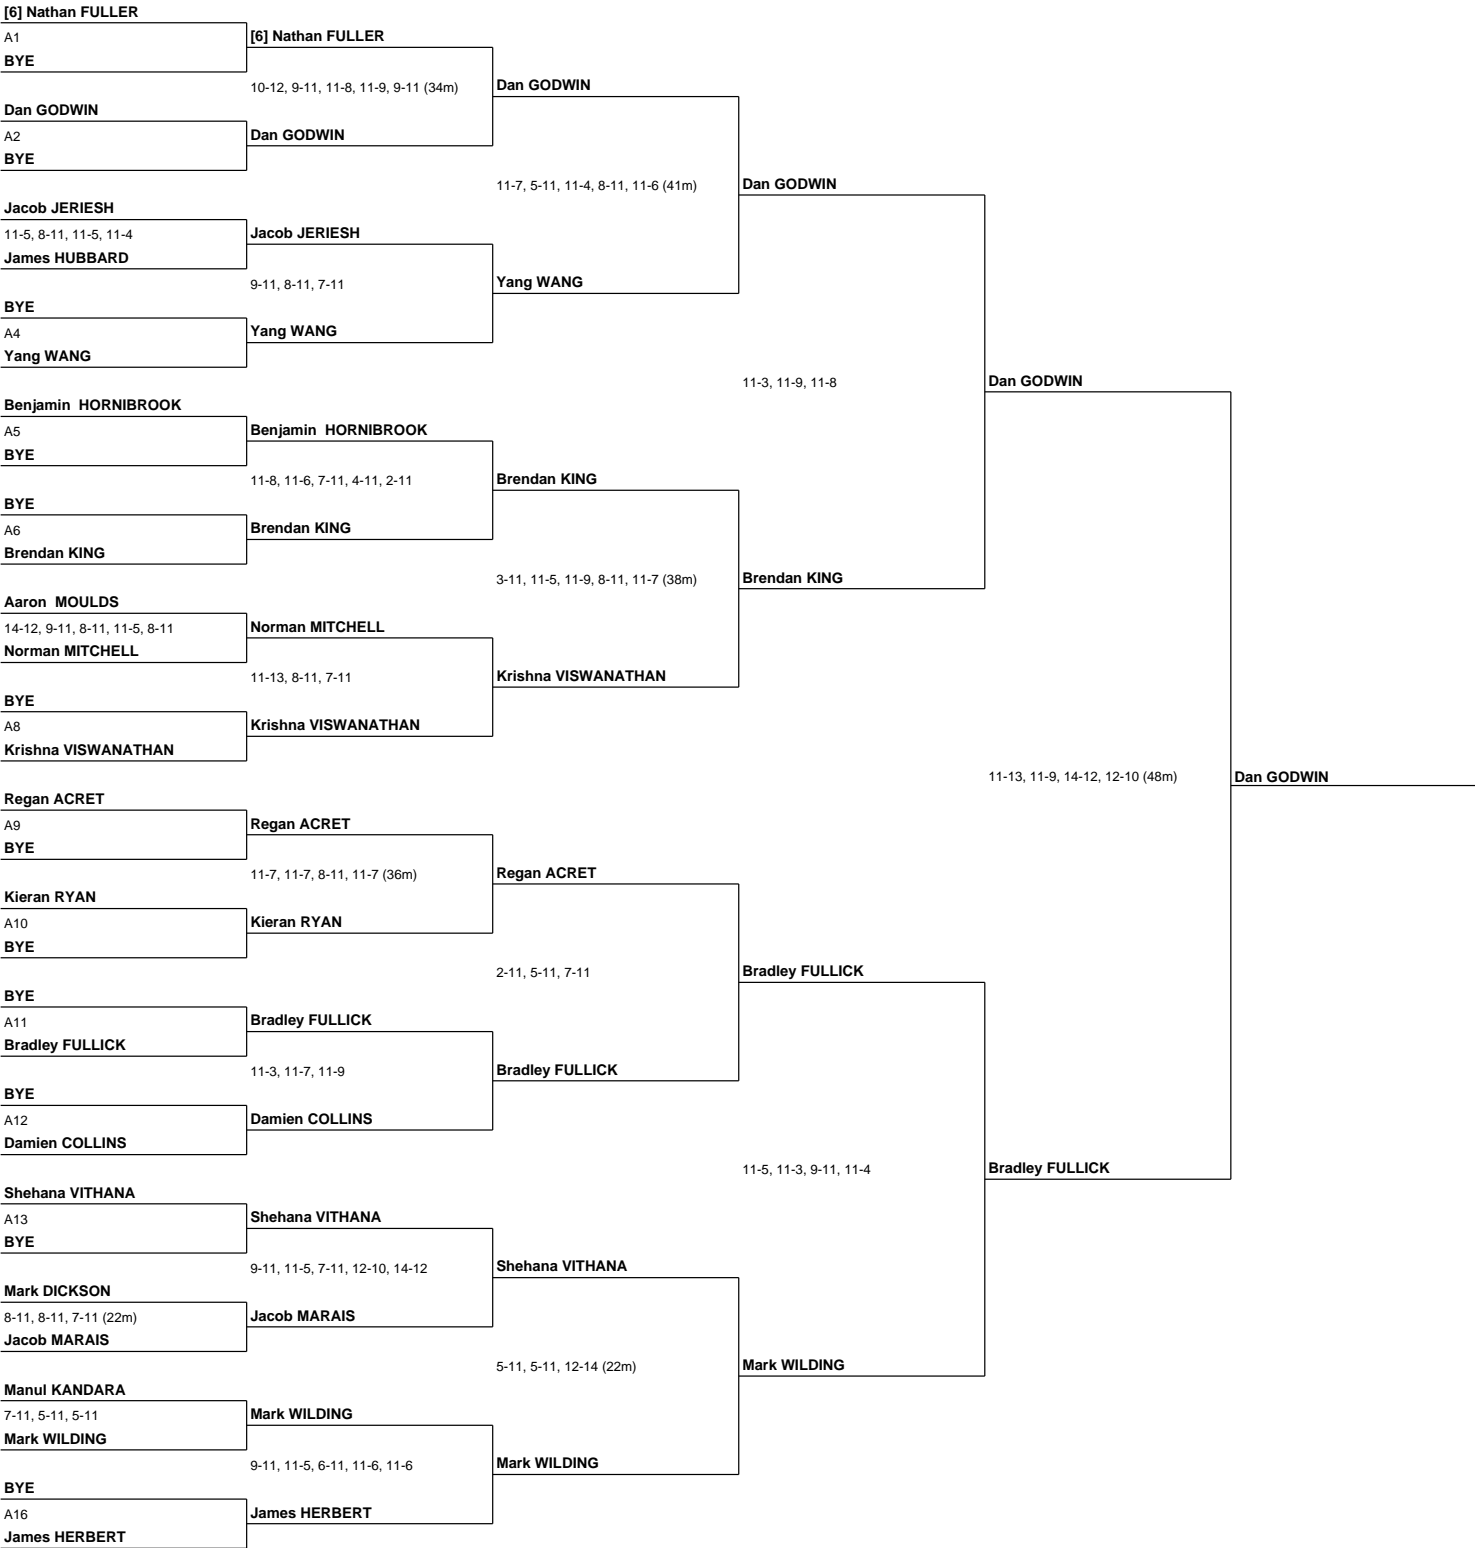 [6] Nathan FULLER
A1
[6] Nathan FULLER
BYE
10-12, 9-11, 11-8, 11-9, 9-11 (34m)
Dan GODWIN
Dan GODWIN
A2
Dan GODWIN
BYE
11-7, 5-11, 11-4, 8-11, 11-6 (41m)
Dan GODWIN
Jacob JERIESH
11-5, 8-11, 11-5, 11-4
Jacob JERIESH
James HUBBARD
9-11, 8-11, 7-11
Yang WANG
BYE
A4
Yang WANG
Yang WANG
11-3, 11-9, 11-8
Dan GODWIN
Benjamin HORNIBROOK
A5
Benjamin HORNIBROOK
BYE
11-8, 11-6, 7-11, 4-11, 2-11
Brendan KING
BYE
A6
Brendan KING
Brendan KING
3-11, 11-5, 11-9, 8-11, 11-7 (38m)
Brendan KING
Aaron MOULDS
14-12, 9-11, 8-11, 11-5, 8-11
Norman MITCHELL
Norman MITCHELL
11-13, 8-11, 7-11
Krishna VISWANATHAN
BYE
A8
Krishna VISWANATHAN
Krishna VISWANATHAN
11-13, 11-9, 14-12, 12-10 (48m)
Dan GODWIN
Regan ACRET
A9
Regan ACRET
BYE
11-7, 11-7, 8-11, 11-7 (36m)
Regan ACRET
Kieran RYAN
A10
Kieran RYAN
BYE
2-11, 5-11, 7-11
Bradley FULLICK
BYE
A11
Bradley FULLICK
Bradley FULLICK
11-3, 11-7, 11-9
Bradley FULLICK
BYE
A12
Damien COLLINS
Damien COLLINS
11-5, 11-3, 9-11, 11-4
Bradley FULLICK
Shehana VITHANA
A13
Shehana VITHANA
BYE
9-11, 11-5, 7-11, 12-10, 14-12
Shehana VITHANA
Mark DICKSON
8-11, 8-11, 7-11 (22m)
Jacob MARAIS
Jacob MARAIS
5-11, 5-11, 12-14 (22m)
Mark WILDING
Manul KANDARA
7-11, 5-11, 5-11
Mark WILDING
Mark WILDING
9-11, 11-5, 6-11, 11-6, 11-6
Mark WILDING
BYE
A16
James HERBERT
James HERBERT